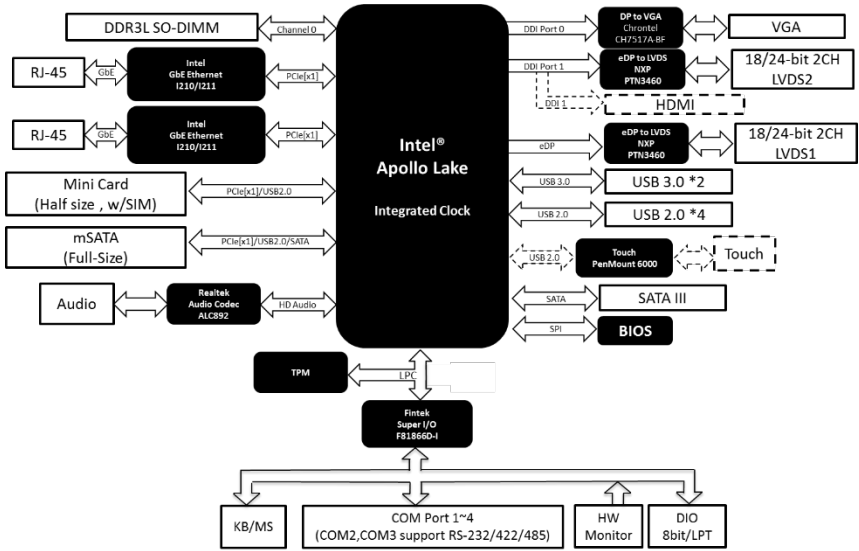 DDR3L SO-DIMM
Channel 0
RJ-45
GbE
Intel
GbE Ethernet
I210/I211
PCIe[x1]
RJ-45
GbE
Intel
GbE Ethernet
I210/I211
PCIe[x1]
Mini Card
(Half size , w/SIM)
PCIe[x1]/USB2.0
mSATA
(Full-Size)
PCIe[x1]/USB2.0/SATA
Audio
Realtek
Audio Codec
ALC892
HD Audio
Intel®
Apollo Lake
Integrated Clock
DDI Port 0
DP to VGA
Chrontel
CH7517A-BF
VGA
DDI Port 1
eDP to LVDS
NXP
PTN3460
18/24-bit 2CH
LVDS2
DDI 1
HDMI
eDP
eDP to LVDS
NXP
PTN3460
18/24-bit 2CH
LVDS1
USB 3.0
USB 3.0 *2
USB 2.0
USB 2.0 *4
USB 2.0
Touch
PenMount 6000
Touch
SATA
SATA III
SPI
BIOS
TPM
LPC
Fintek
Super I/O
F81866D-I
KB/MS
COM Port 1~4
(COM2,COM3 support RS-232/422/485)
HW
Monitor
DIO
8bit/LPT